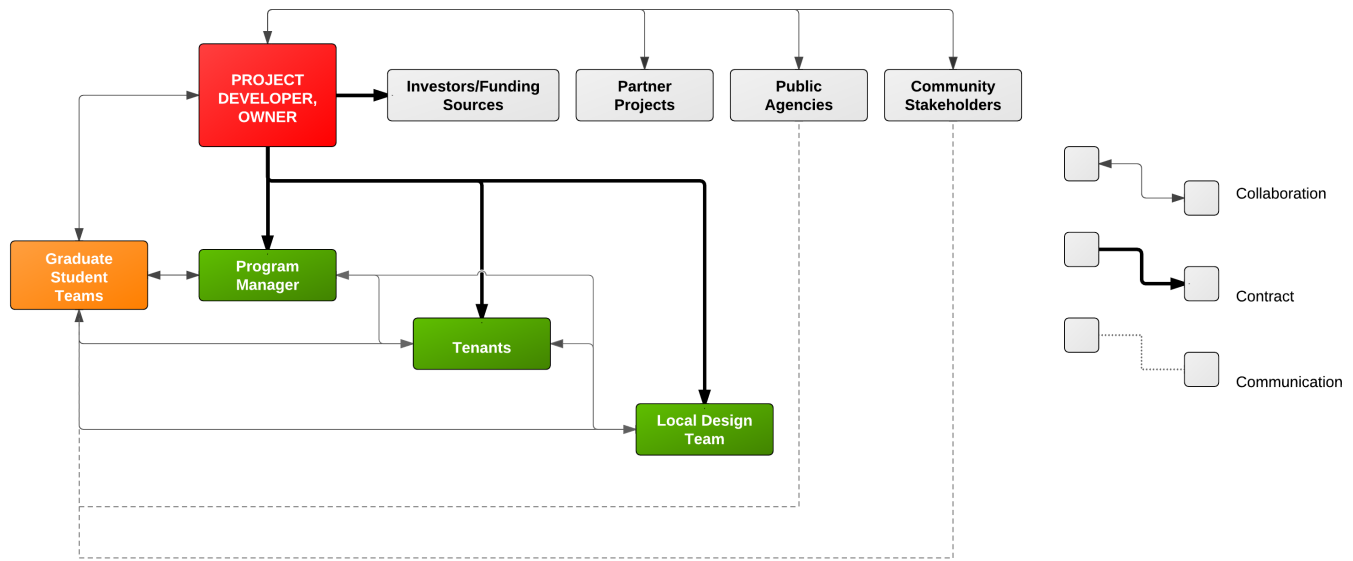 PROJECT
DEVELOPER,
OWNER
Investors/Funding
Sources
Partner
Projects
Public
Agencies
Community
Stakeholders
Collaboration
Graduate
Student
Teams
Program
Manager
Contract
Tenants
Communication
Local Design
Team